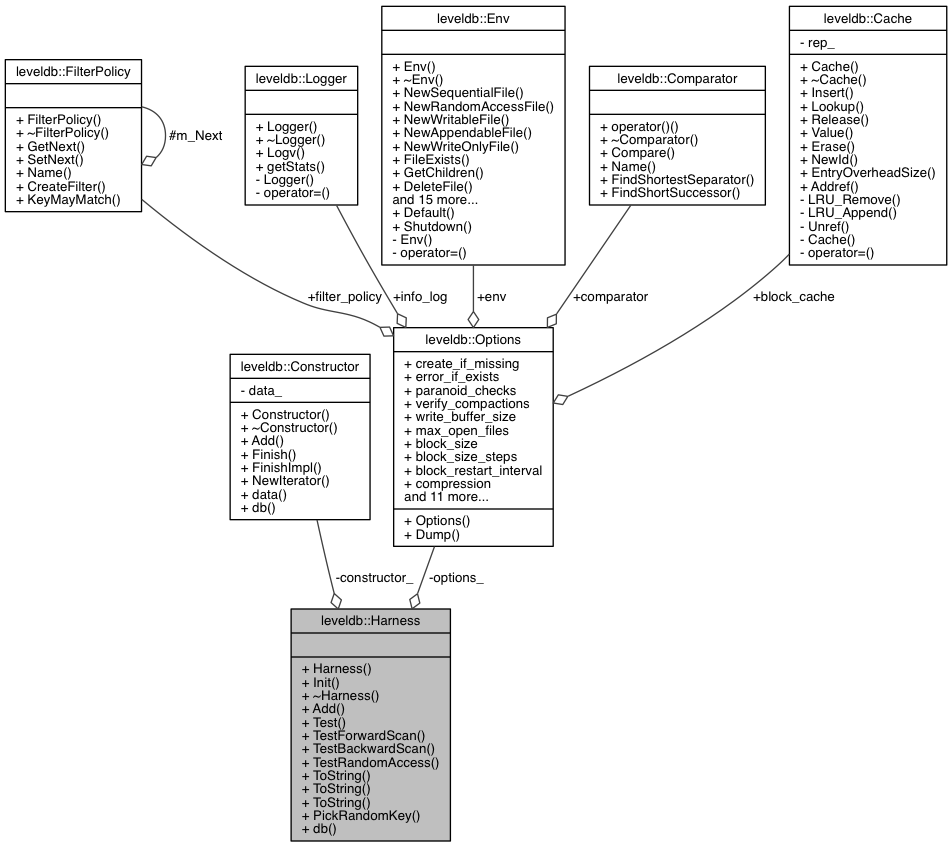 leveldb::Env
+ Env()
+ ~Env()
+ NewSequentialFile()
+ NewRandomAccessFile()
+ NewWritableFile()
+ NewAppendableFile()
+ NewWriteOnlyFile()
+ FileExists()
+ GetChildren()
+ DeleteFile()
and 15 more...
+ Default()
+ Shutdown()
- Env()
- operator=()
leveldb::Cache
- rep_
+ Cache()
+ ~Cache()
+ Insert()
+ Lookup()
+ Release()
+ Value()
+ Erase()
+ NewId()
+ EntryOverheadSize()
+ Addref()
- LRU_Remove()
- LRU_Append()
- Unref()
- Cache()
- operator=()
leveldb::FilterPolicy
+ FilterPolicy()
+ ~FilterPolicy()
+ GetNext()
+ SetNext()
+ Name()
+ CreateFilter()
+ KeyMayMatch()
#m_Next
leveldb::Logger
+ Logger()
+ ~Logger()
+ Logv()
+ getStats()
- Logger()
- operator=()
leveldb::Comparator
+ operator()()
+ ~Comparator()
+ Compare()
+ Name()
+ FindShortestSeparator()
+ FindShortSuccessor()
+filter_policy
+info_log
+env
+comparator
+block_cache
leveldb::Options
+ create_if_missing
+ error_if_exists
+ paranoid_checks
+ verify_compactions
+ write_buffer_size
+ max_open_files
+ block_size
+ block_size_steps
+ block_restart_interval
+ compression
and 11 more...
+ Options()
+ Dump()
leveldb::Constructor
- data_
+ Constructor()
+ ~Constructor()
+ Add()
+ Finish()
+ FinishImpl()
+ NewIterator()
+ data()
+ db()
-constructor_
-options_
leveldb::Harness
+ Harness()
+ Init()
+ ~Harness()
+ Add()
+ Test()
+ TestForwardScan()
+ TestBackwardScan()
+ TestRandomAccess()
+ ToString()
+ ToString()
+ ToString()
+ PickRandomKey()
+ db()